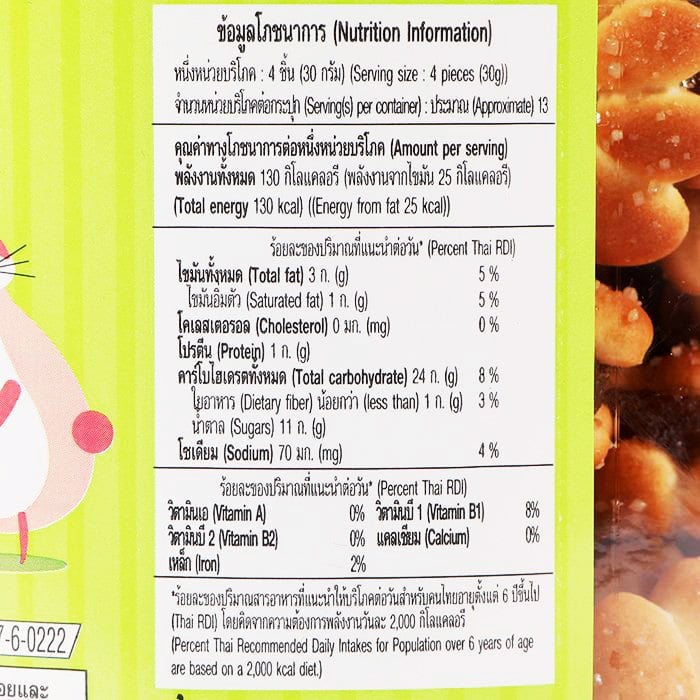 ข้อมูลโภชนาการ (Nutrition Information)
หนึ่งหน่วยบริโภค : 4 ชิ้น (30 กรัม) (Serving size : 4 pieces (30g))
จำนวนหน่วยบริโภคต่อกระปุก (Serving(s) per container) : ประมาณ (Approximate) 13
คุณค่าทางโภชนาการต่อหนึ่งหน่วยบริโภค (Amount per serving)
พลังงานทั้งหมด 130 กิโลแคลอรี (พลังงานจากไขมัน 25 กิโลแคลอรี)
(Total energy 130 kcal) ((Energy from fat 25 kcal))
ร้อยละของปริมาณที่แนะนำต่อวัน* (Percent Thai RDI)
ไขมันทั้งหมด (Total fat) 3 ก. (g) 5 %
ไขมันอิ่มตัว (Saturated fat) 1 ก. (g) 5 %
โคเลสเตอรอล (Cholesterol) 0 มก. (mg) 0 %
โปรตีน (Protein) 1 ก. (g)
คาร์โบไฮเดรตทั้งหมด (Total carbohydrate) 24 ก. (g) 8 %
ใยอาหาร (Dietary fiber) น้อยกว่า (less than) 1 ก. (g) 3 %
น้ำตาล (Sugars) 11 ก. (g)
โซเดียม (Sodium) 70 มก. (mg) 4 %
ร้อยละของปริมาณที่แนะนำต่อวัน* (Percent Thai RDI)
วิตามินเอ (Vitamin A) 0% วิตามินบี 1 (Vitamin B1) 8%
วิตามินบี 2 (Vitamin B2) 0% แคลเซียม (Calcium) 0%
เหล็ก (Iron) 2%
*ร้อยละของปริมาณสารอาหารที่แนะนำให้บริโภคต่อวันสำหรับคนไทยอายุตั้งแต่ 6 ปีขึ้นไป
(Thai RDI) โดยคิดจากความต้องการพลังงานวันละ 2,000 กิโลแคลอรี
(Percent Thai Recommended Daily Intakes for Population over 6 years of age
are based on a 2,000 kcal diet.)
7-6-0222